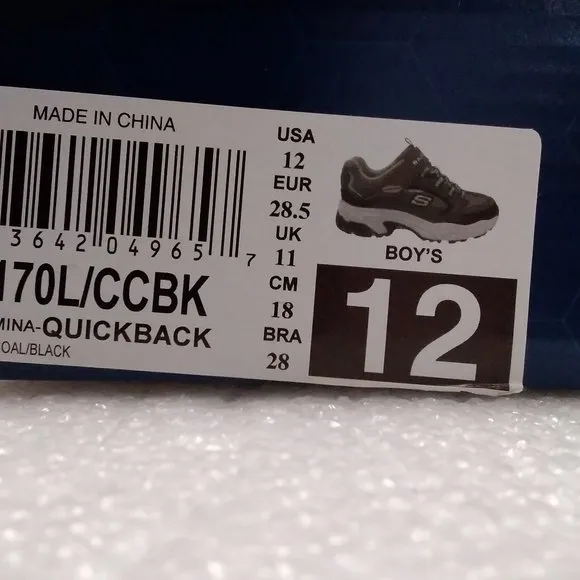 MADE IN CHINA
3642 04965 7
170L/CCBK
MINA-QUICKBACK
OAL/BLACK
USA
12
EUR
28.5
UK
11
CM
18
BRA
28
S
BOY'S
12